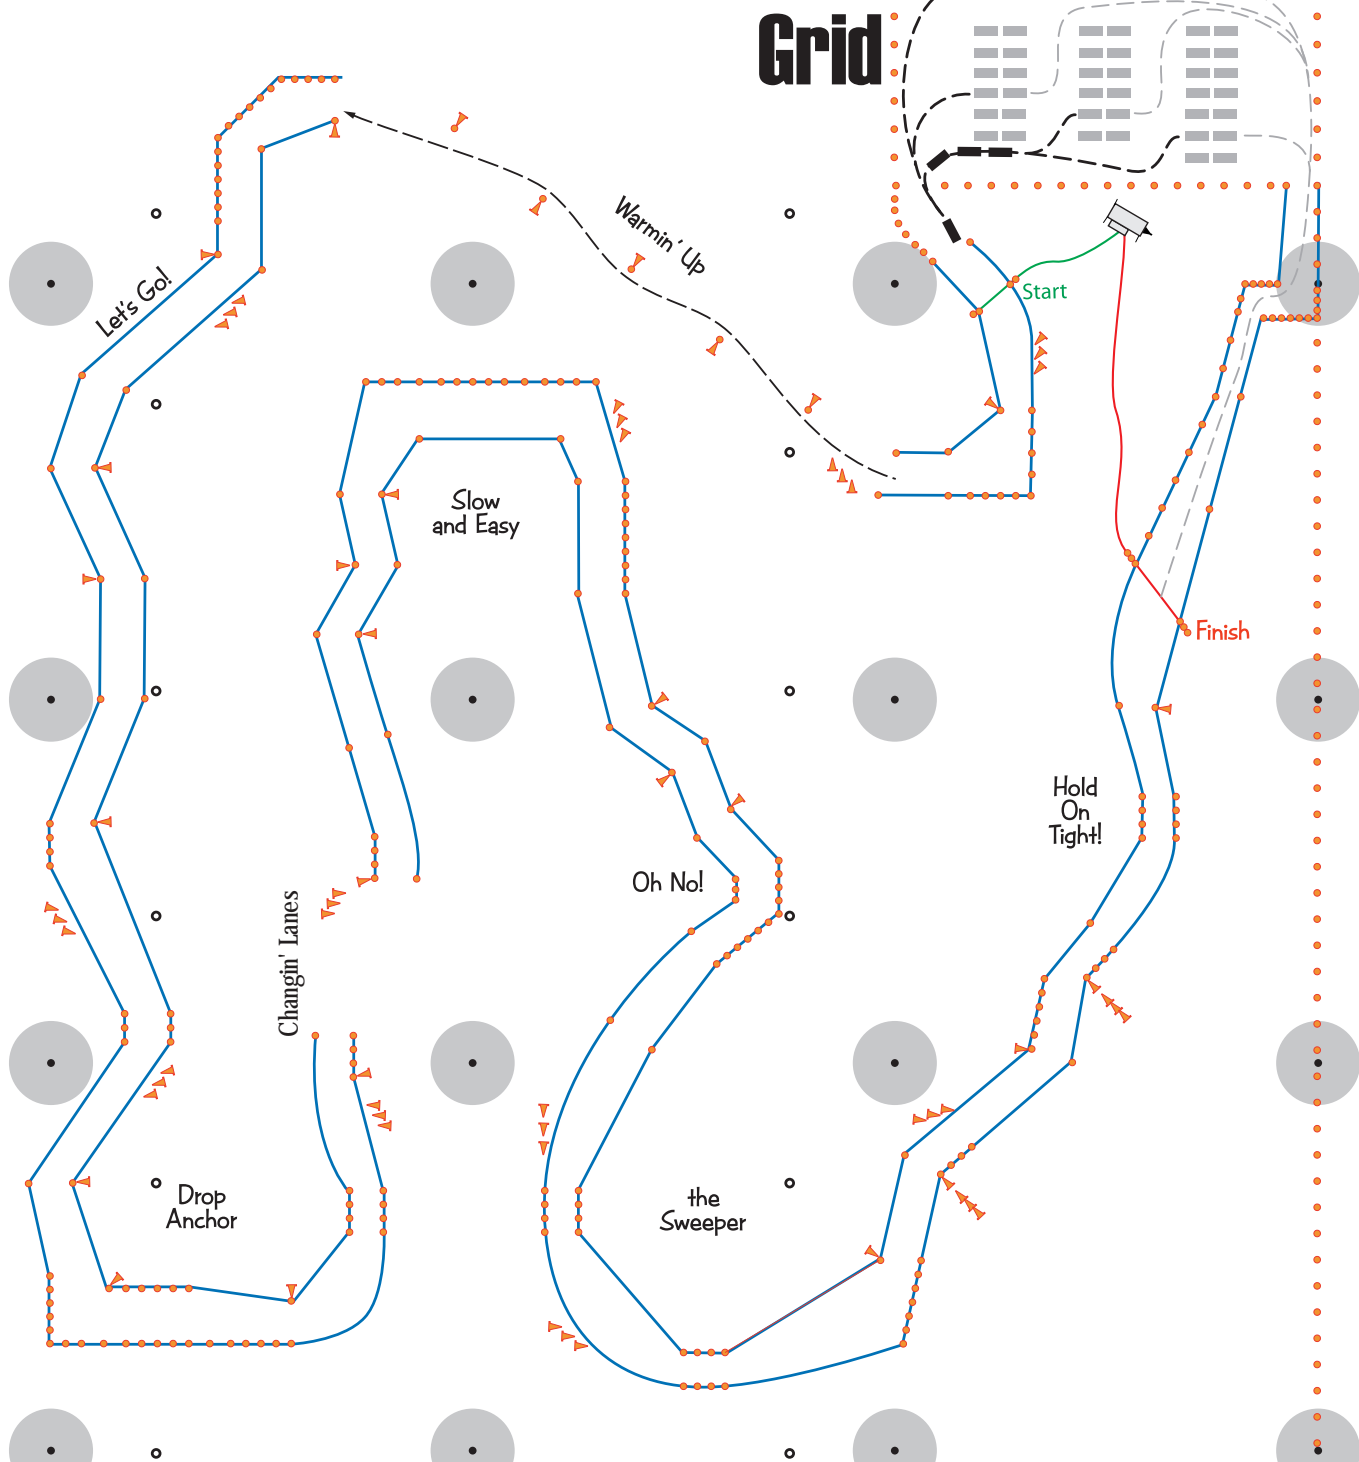 Grid
Warmin' Up
Let's Go!
Start
Slow
and Easy
Finish
Hold
On
Tight!
Oh No!
Changin' Lanes
Drop
Anchor
the
Sweeper